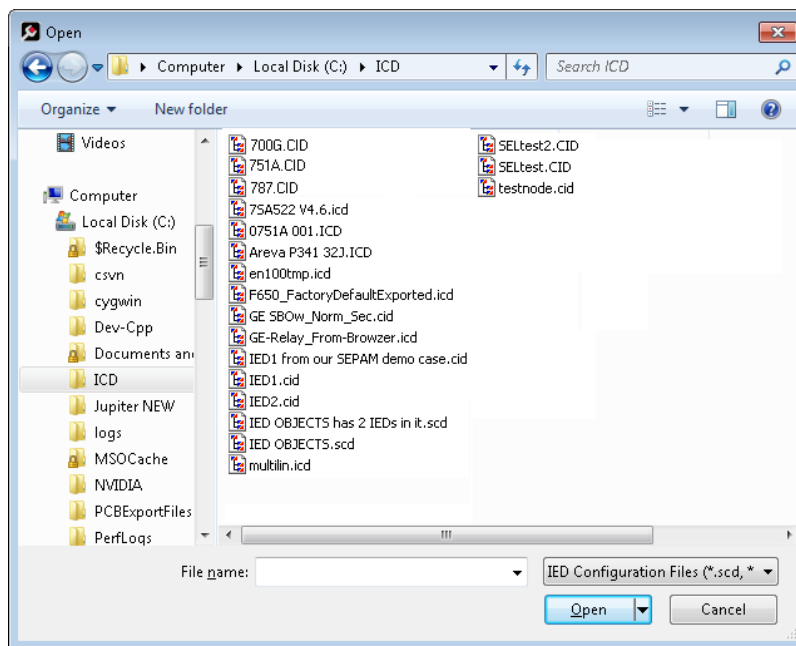 Open
Computer Local Disk (C:) ICD
Search ICD
Organize New folder
Videos
Computer
Local Disk (C:)
$Recycle.Bin
csvn
cygwin
Dev-Cpp
Documents an
ICD
Jupiter NEW
logs
MSOCache
NVIDIA
PCBExportFiles
PerfLogs
700G.CID
751A.CID
787.CID
7SA522 V4.6.icd
0751A 001.ICD
Areva P341 32J.ICD
en100tmp.icd
F650_FactoryDefaultExported.icd
GE SBOw_Norm_Sec.cid
GE-Relay_From-Browzer.icd
IED1 from our SEPAM demo case.cid
IED1.cid
IED2.cid
IED OBJECTS has 2 IEDs in it.scd
IED OBJECTS.scd
multilin.icd
SELtest2.CID
SELtest.CID
testnode.cid
File name:
IED Configuration Files (*.scd, *
Open Cancel